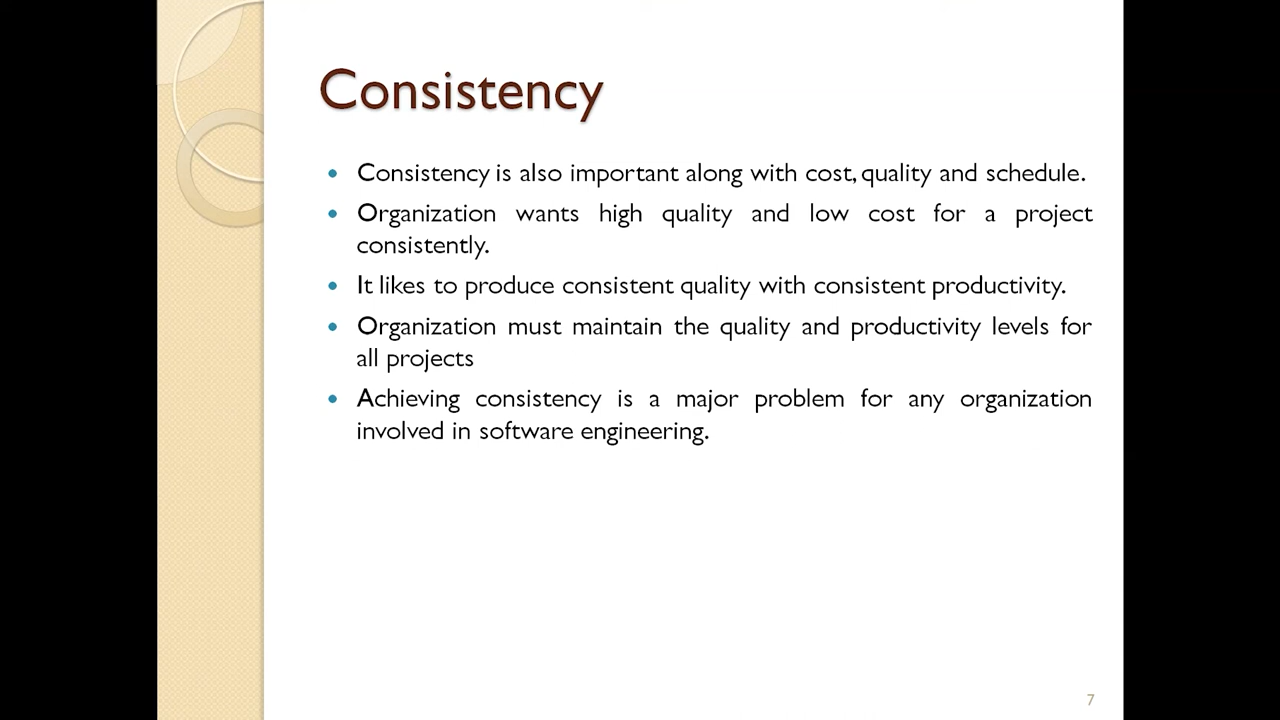 Consistency
• Consistency is also important along with cost, quality and schedule.
• Organization wants high quality and low cost for a project
consistently.
• It likes to produce consistent quality with consistent productivity.
• Organization must maintain the quality and productivity levels for
all projects
• Achieving consistency is a major problem for any organization
involved in software engineering.
7